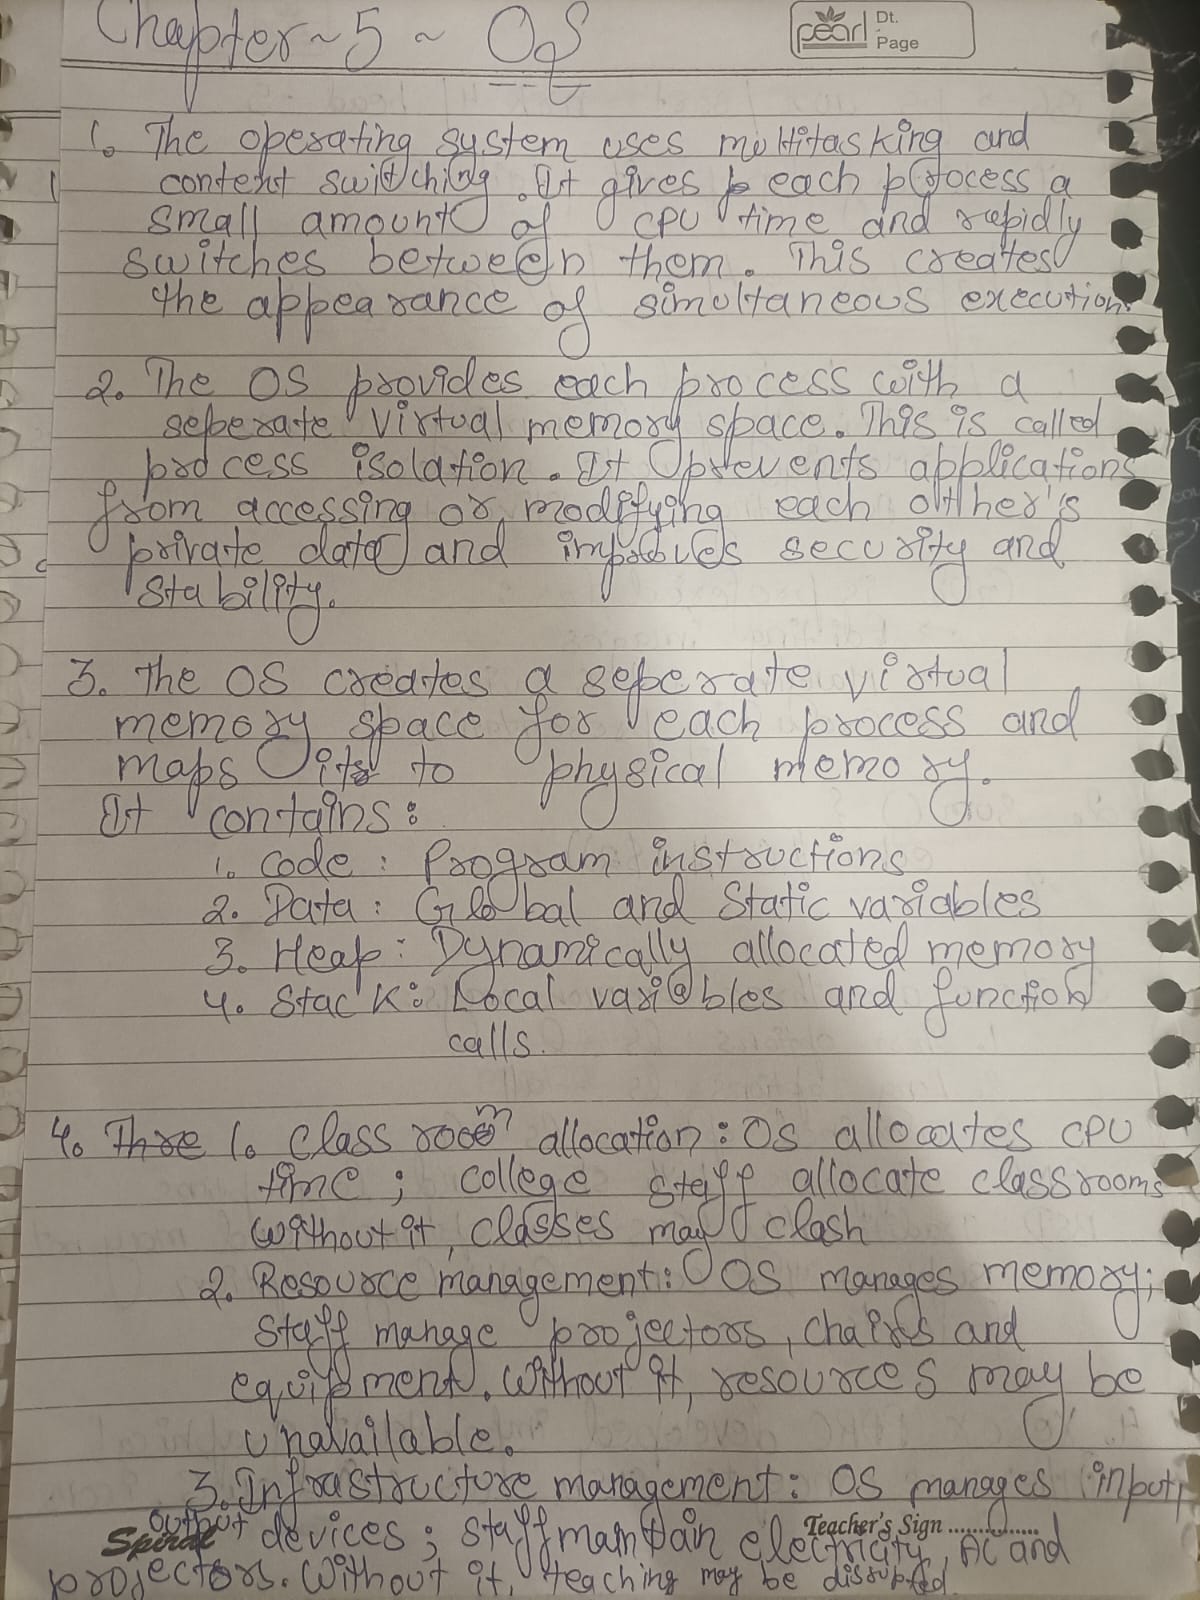 Chapter ~ 5 ~ OS
pearl
Dt.
Page
1. The operating system uses multitasking and
context switching. It gives each process a
small amount of CPU time and rapidly
switches between them. This creates
the appearance of simultaneous execution.
2. The OS provides each process with a
seperate virtual memory space. This is called
process isolation. It prevents applications
from accessing or modifying each other's
private data and improves security and
stability.
3. The OS creates a seperate virtual
memory space for each process and
maps it to physical memory.
It contains:
1. Code: Program instructions
2. Data: Global and Static variables
3. Heap: Dynamically allocated memory
4. Stack: Local variables and function
calls.
4. Three 1. Class room allocation: OS allocates CPU
time; college staff allocate classrooms
without it, classes may clash
2. Resource management: OS manages memory;
staff manage projectors, chairs and
equipment. Without it, resources may be
unavailable.
3. Infrastructure management: OS manages input,
output devices; staff maintain electricity, AC and
Spiral
Teacher's Sign ................
projectors. Without it, teaching may be disrupted.